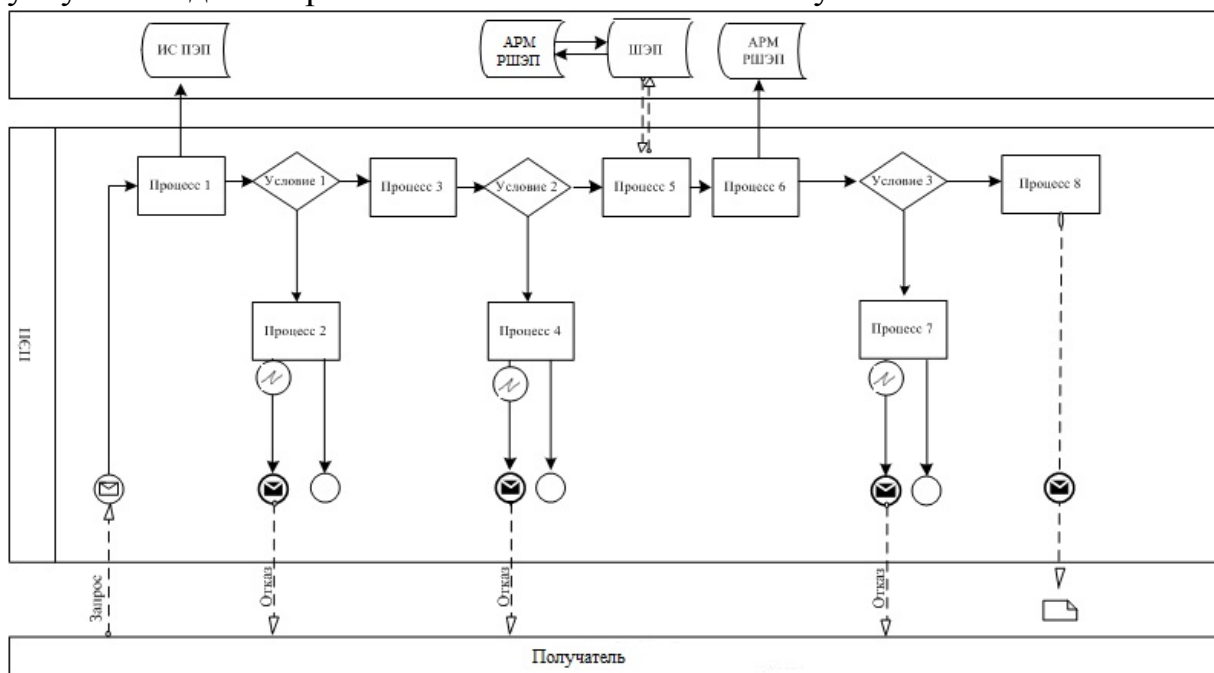 ИС ПЭП
АРМ
РШЭП
ШЭП
АРМ
РШЭП
ПЭП
Процесс 1
Условие 1
Процесс 3
Условие 2
Процесс 5
Процесс 6
Условие 3
Процесс 8
Процесс 2
Процесс 4
Процесс 7
Запрос
Отказ
Отказ
Отказ
Получатель